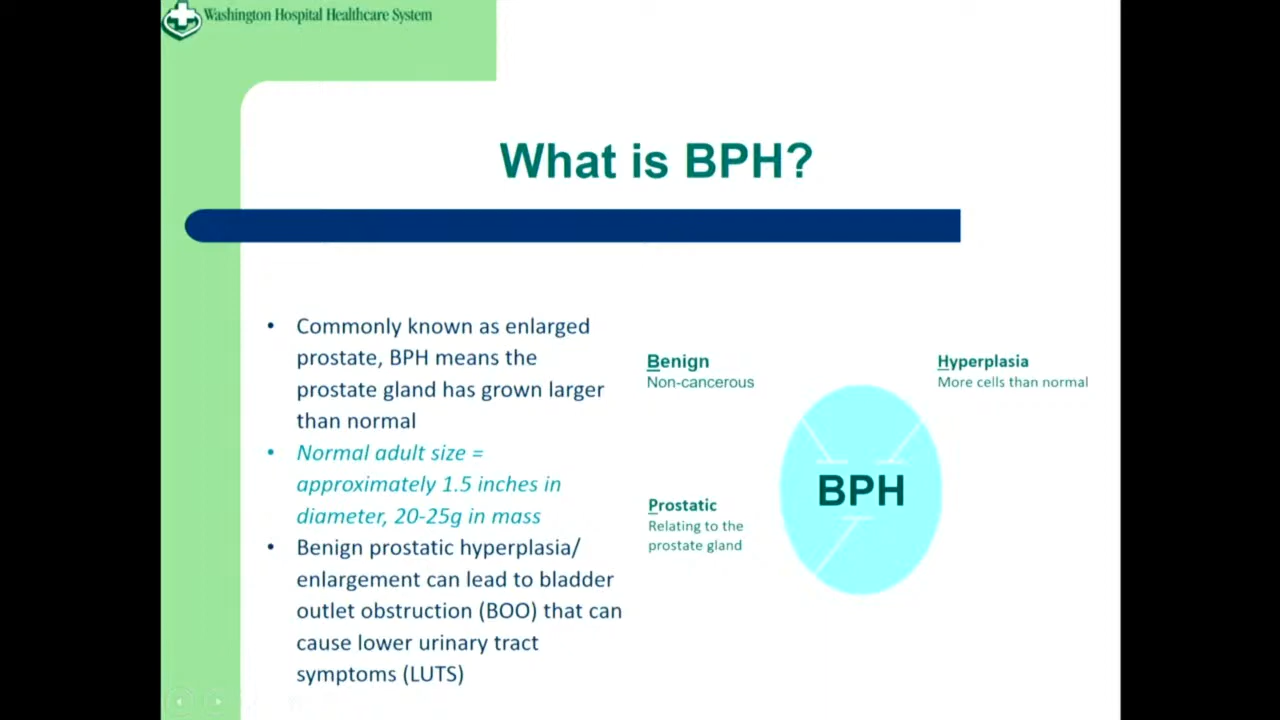 Washington Hospital Healthcare System
What is BPH?
• Commonly known as enlarged
prostate, BPH means the
prostate gland has grown larger
than normal
• Normal adult size =
approximately 1.5 inches in
diameter, 20-25g in mass
• Benign prostatic hyperplasia/
enlargement can lead to bladder
outlet obstruction (BOO) that can
cause lower urinary tract
symptoms (LUTS)
Benign
Non-cancerous
Hyperplasia
More cells than normal
BPH
Prostatic
Relating to the
prostate gland